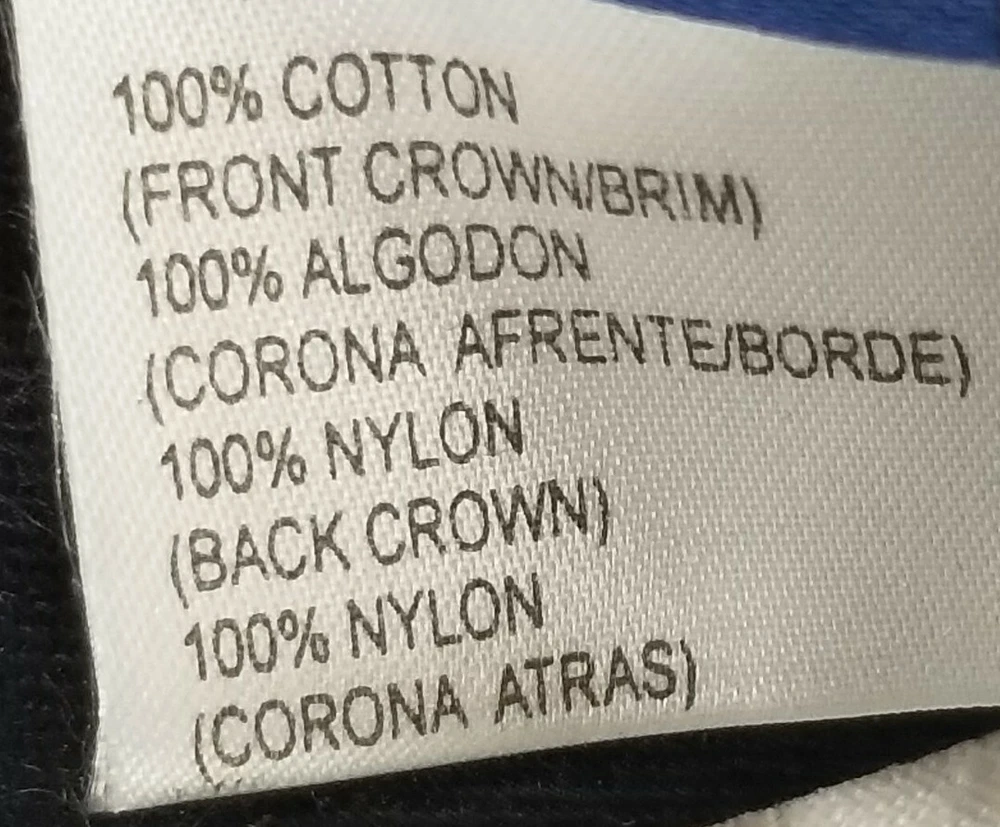 100% COTTON
(FRONT CROWN/BRIM)
100% ALGODON
(CORONA AFRENTE/BORDE)
100% NYLON
(BACK CROWN)
100% NYLON
(CORONA ATRAS)